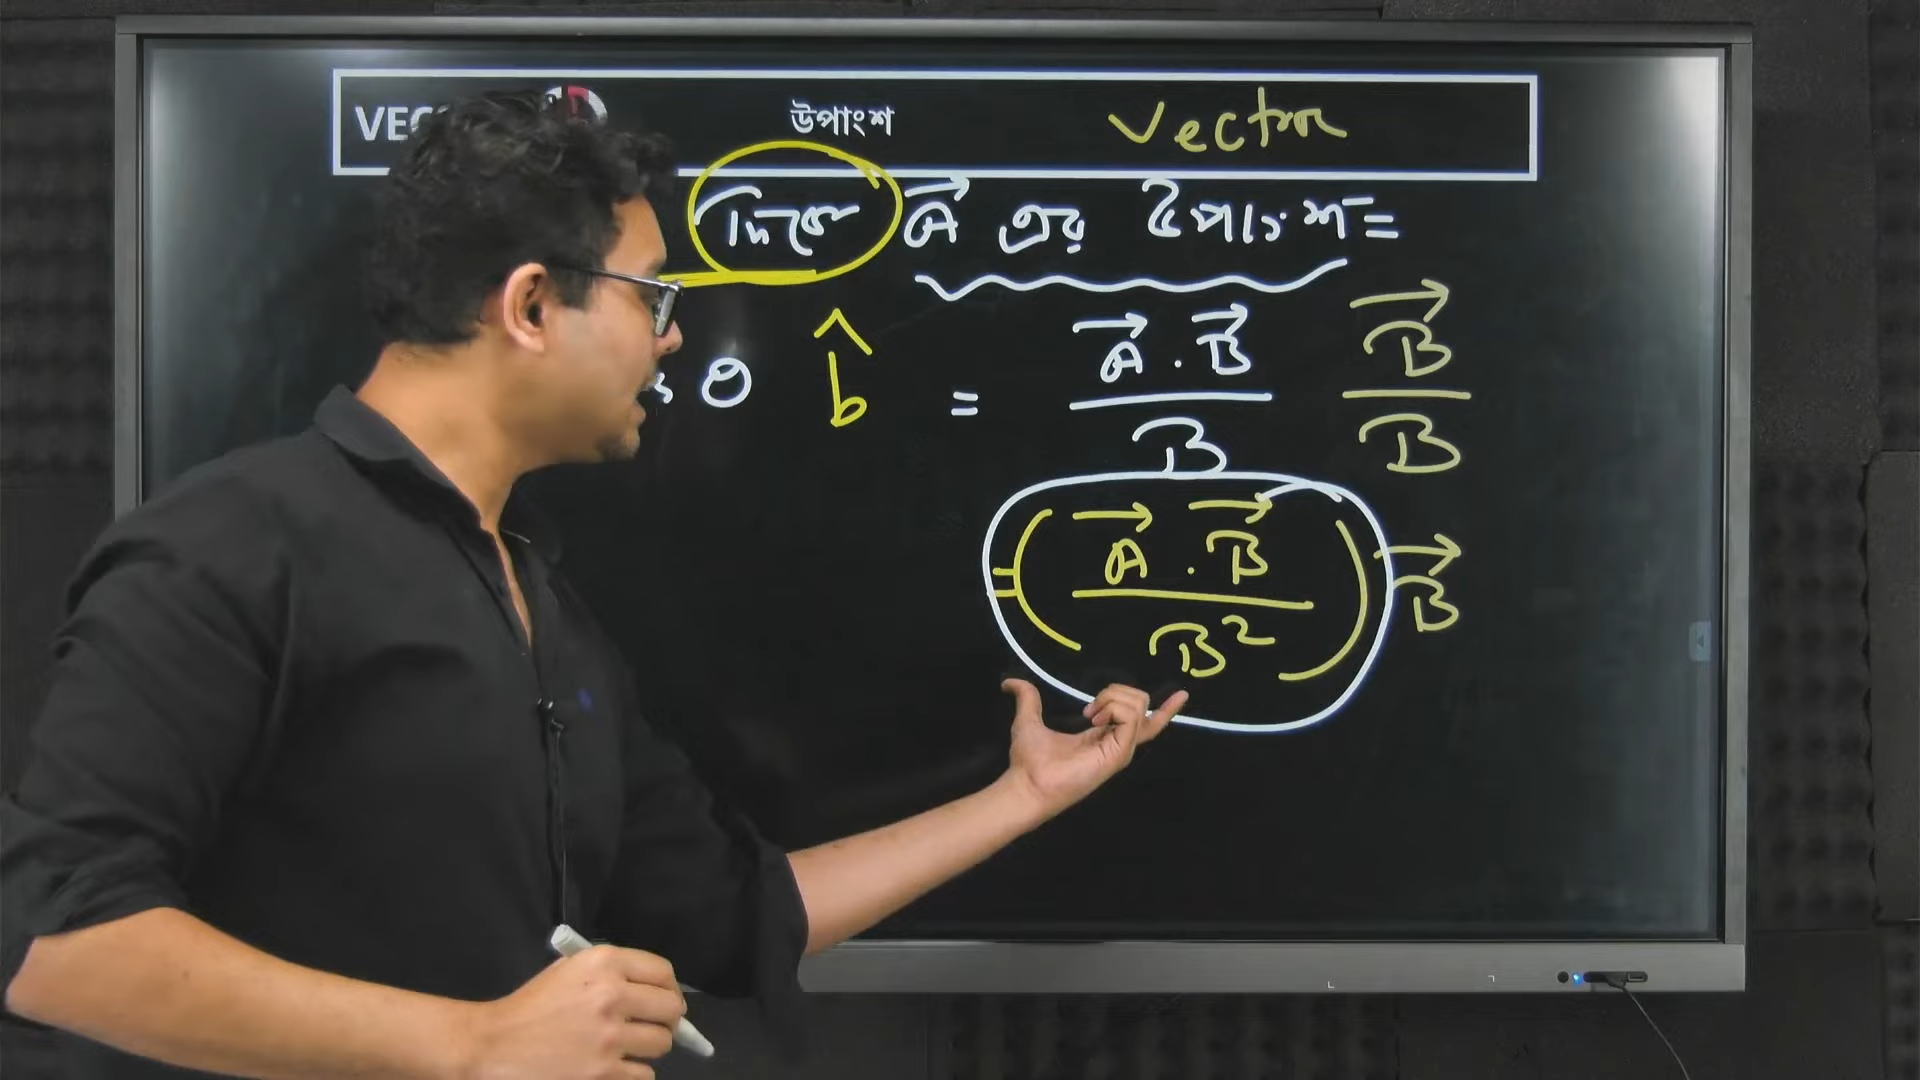 VEC উপাংশ Vector
দিকে A⃗ এর উপাংশ =
s θ b̂ = A⃗ . B⃗ / B B⃗ / B
= ( A⃗ . B⃗ / B² ) B⃗